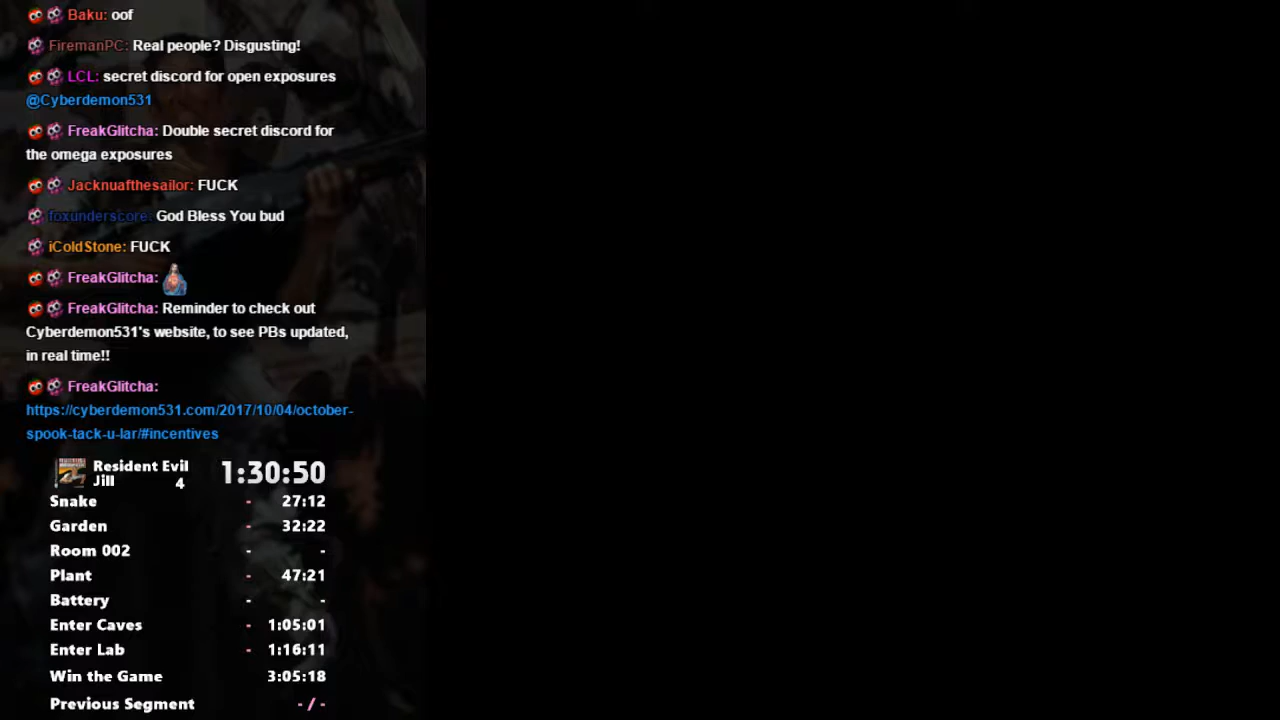 Baku: oof
FiremanPC: Real people? Disgusting!
LCL: secret discord for open exposures
@Cyberdemon531
FreakGlitcha: Double secret discord for
the omega exposures
Jacknuafthesailor: FUCK
foxunderscore: God Bless You bud
iColdStone: FUCK
FreakGlitcha:
FreakGlitcha: Reminder to check out
Cyberdemon531's website, to see PBs updated,
in real time!!
FreakGlitcha:
https://cyberdemon531.com/2017/10/04/october-
spook-tack-u-lar/#incentives
Resident Evil 1:30:50
Jill 4
Snake - 27:12
Garden - 32:22
Room 002 - -
Plant - 47:21
Battery - -
Enter Caves - 1:05:01
Enter Lab - 1:16:11
Win the Game 3:05:18
Previous Segment - / -